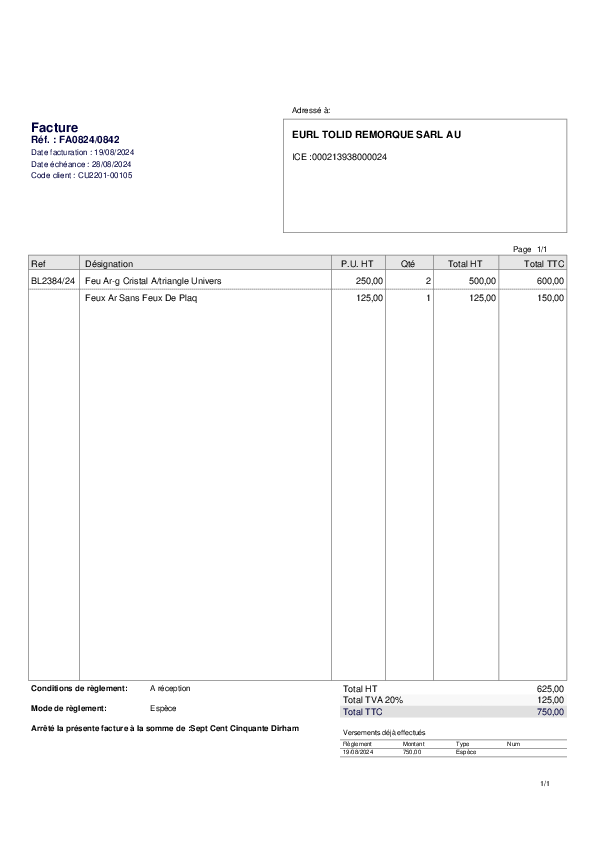 Adressé à:
Facture
Réf. : FA0824/0842
Date facturation : 19/08/2024
Date échéance : 28/08/2024
Code client : CU2201-00105
EURL TOLID REMORQUE SARL AU
ICE :000213938000024
Page 1/1
Ref Désignation P.U. HT Qté Total HT Total TTC
BL2384/24 Feu Ar-g Cristal A/triangle Univers 250,00 2 500,00 600,00
Feux Ar Sans Feux De Plaq 125,00 1 125,00 150,00
Conditions de règlement: A réception
Mode de règlement: Espèce
Arrêté la présente facture à la somme de :Sept Cent Cinquante Dirham
Total HT 625,00
Total TVA 20% 125,00
Total TTC 750,00
Versements déjà effectués
Règlement Montant Type Num
19/08/2024 750,00 Espèce
1/1